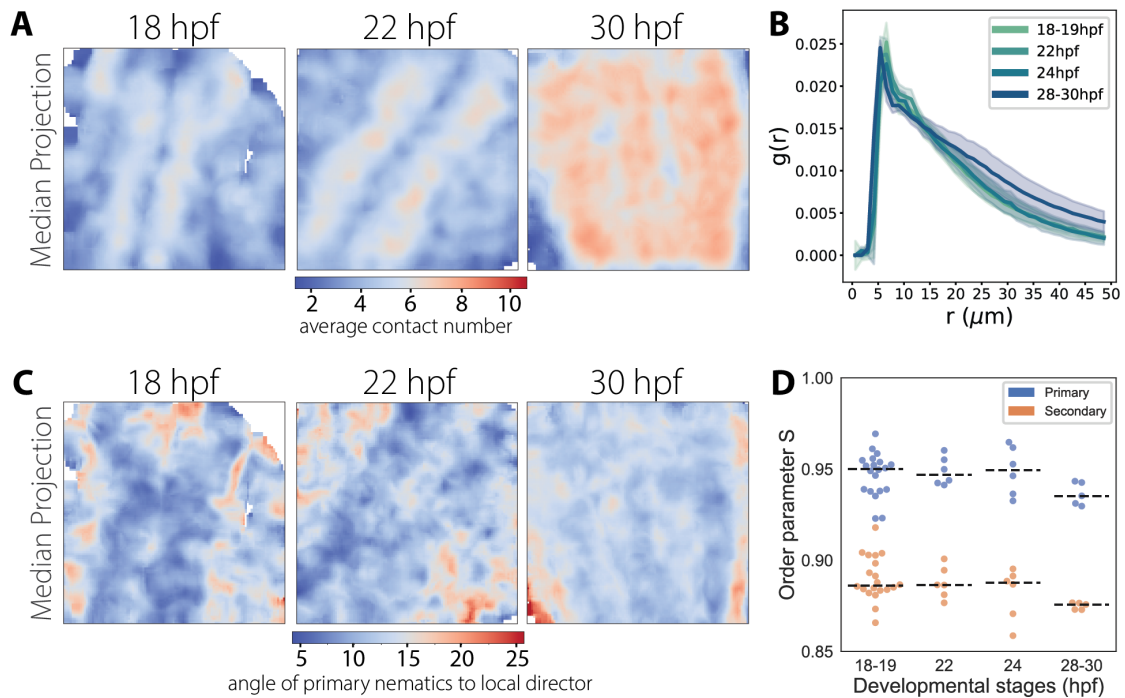 A
18 hpf
22 hpf
30 hpf
Median Projection
2 4 6 8 10
average contact number
B
g(r)
0.025
0.020
0.015
0.010
0.005
0.000
18-19hpf
22hpf
24hpf
28-30hpf
0 5 10 15 20 25 30 35 40 45 50
r (μm)
C
18 hpf
22 hpf
30 hpf
Median Projection
5 10 15 20 25
angle of primary nematics to local director
D
Order parameter S
1.00
0.95
0.90
0.85
Primary
Secondary
18-19 22 24 28-30
Developmental stages (hpf)